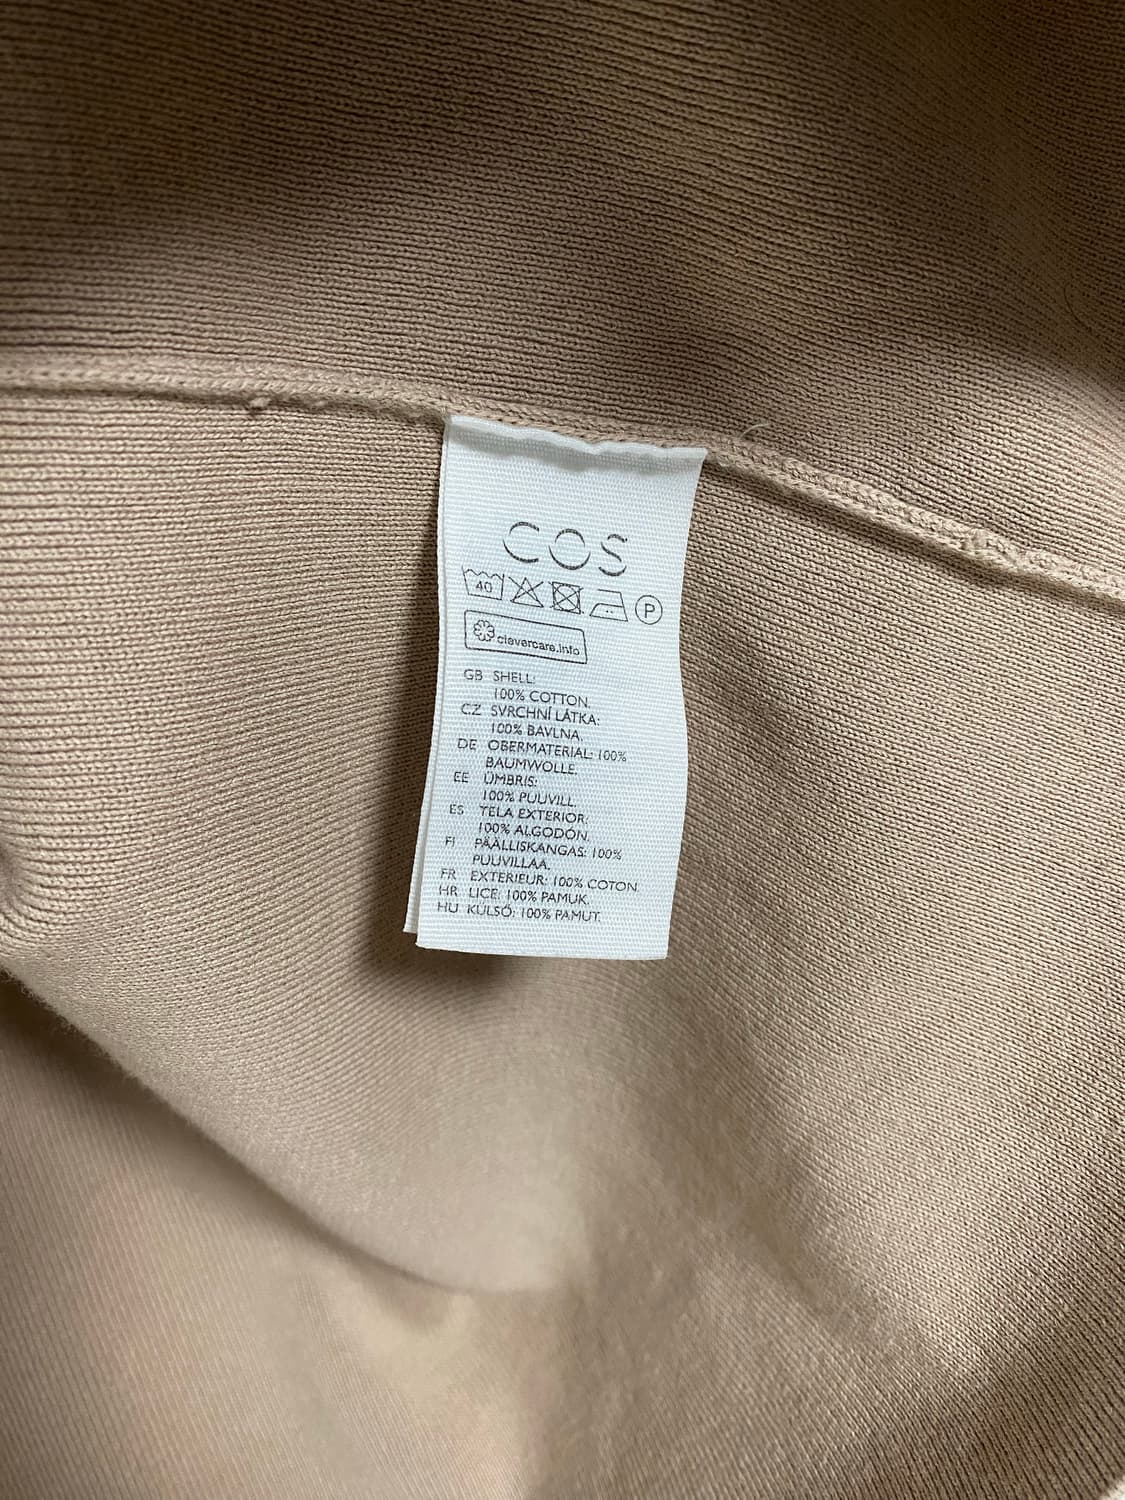 COS
40 P
clevercare.info
GB SHELL:
100% COTTON.
CZ SVRCHNÍ LÁTKA:
100% BAVLNA.
DE OBERMATERIAL: 100%
BAUMWOLLE.
EE ÜMBRIS:
100% PUUVILL.
ES TELA EXTERIOR:
100% ALGODÓN.
FI PÄÄLLISKANGAS: 100%
PUUVILLAA.
FR EXTERIEUR: 100% COTON.
HR LICE: 100% PAMUK.
HU KÜLSŐ: 100% PAMUT.